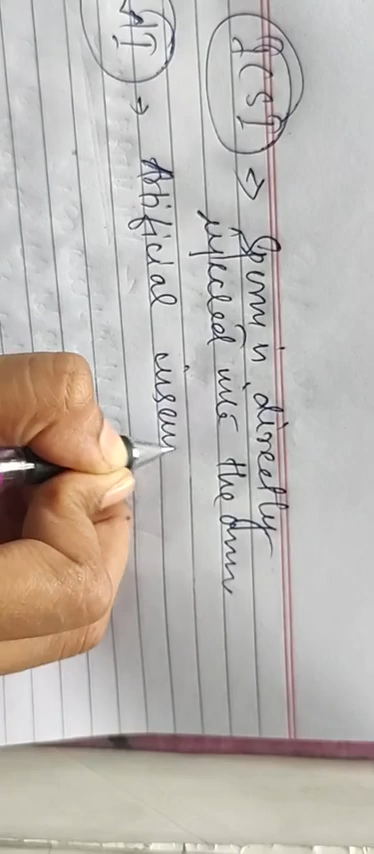 ICSI → Sperm is directly
injected into the ovum
AI → Artificial insem